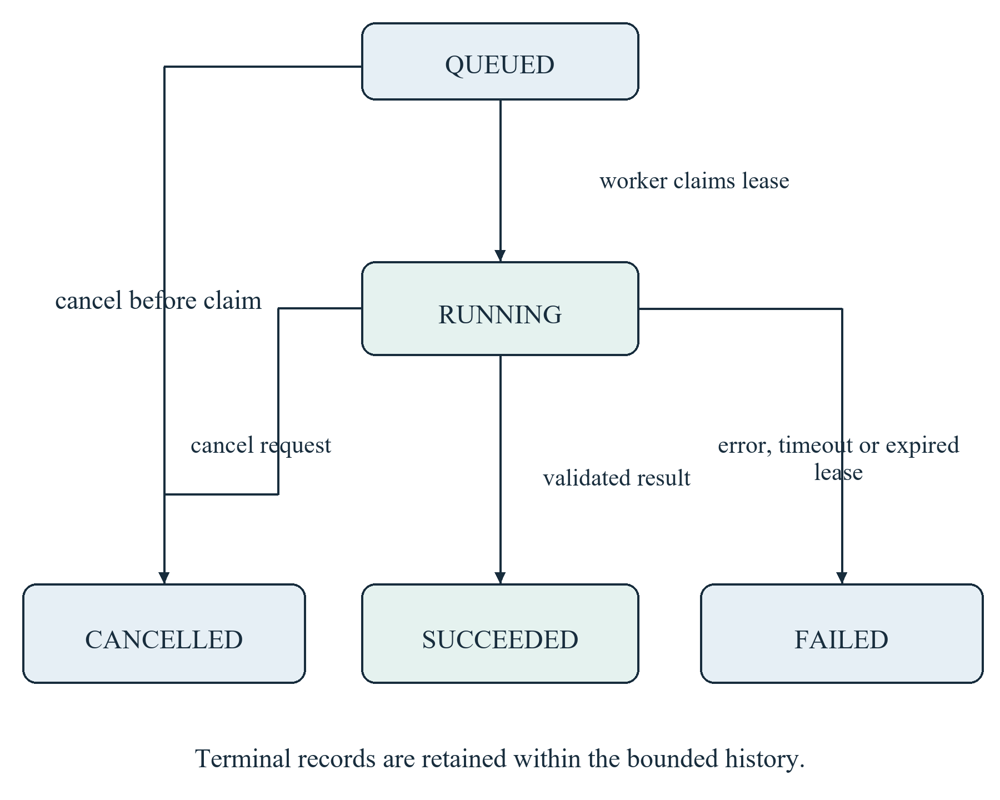 QUEUED
worker claims lease
cancel before claim
RUNNING
cancel request
error, timeout or expired
lease
validated result
CANCELLED
SUCCEEDED
FAILED
Terminal records are retained within the bounded history.